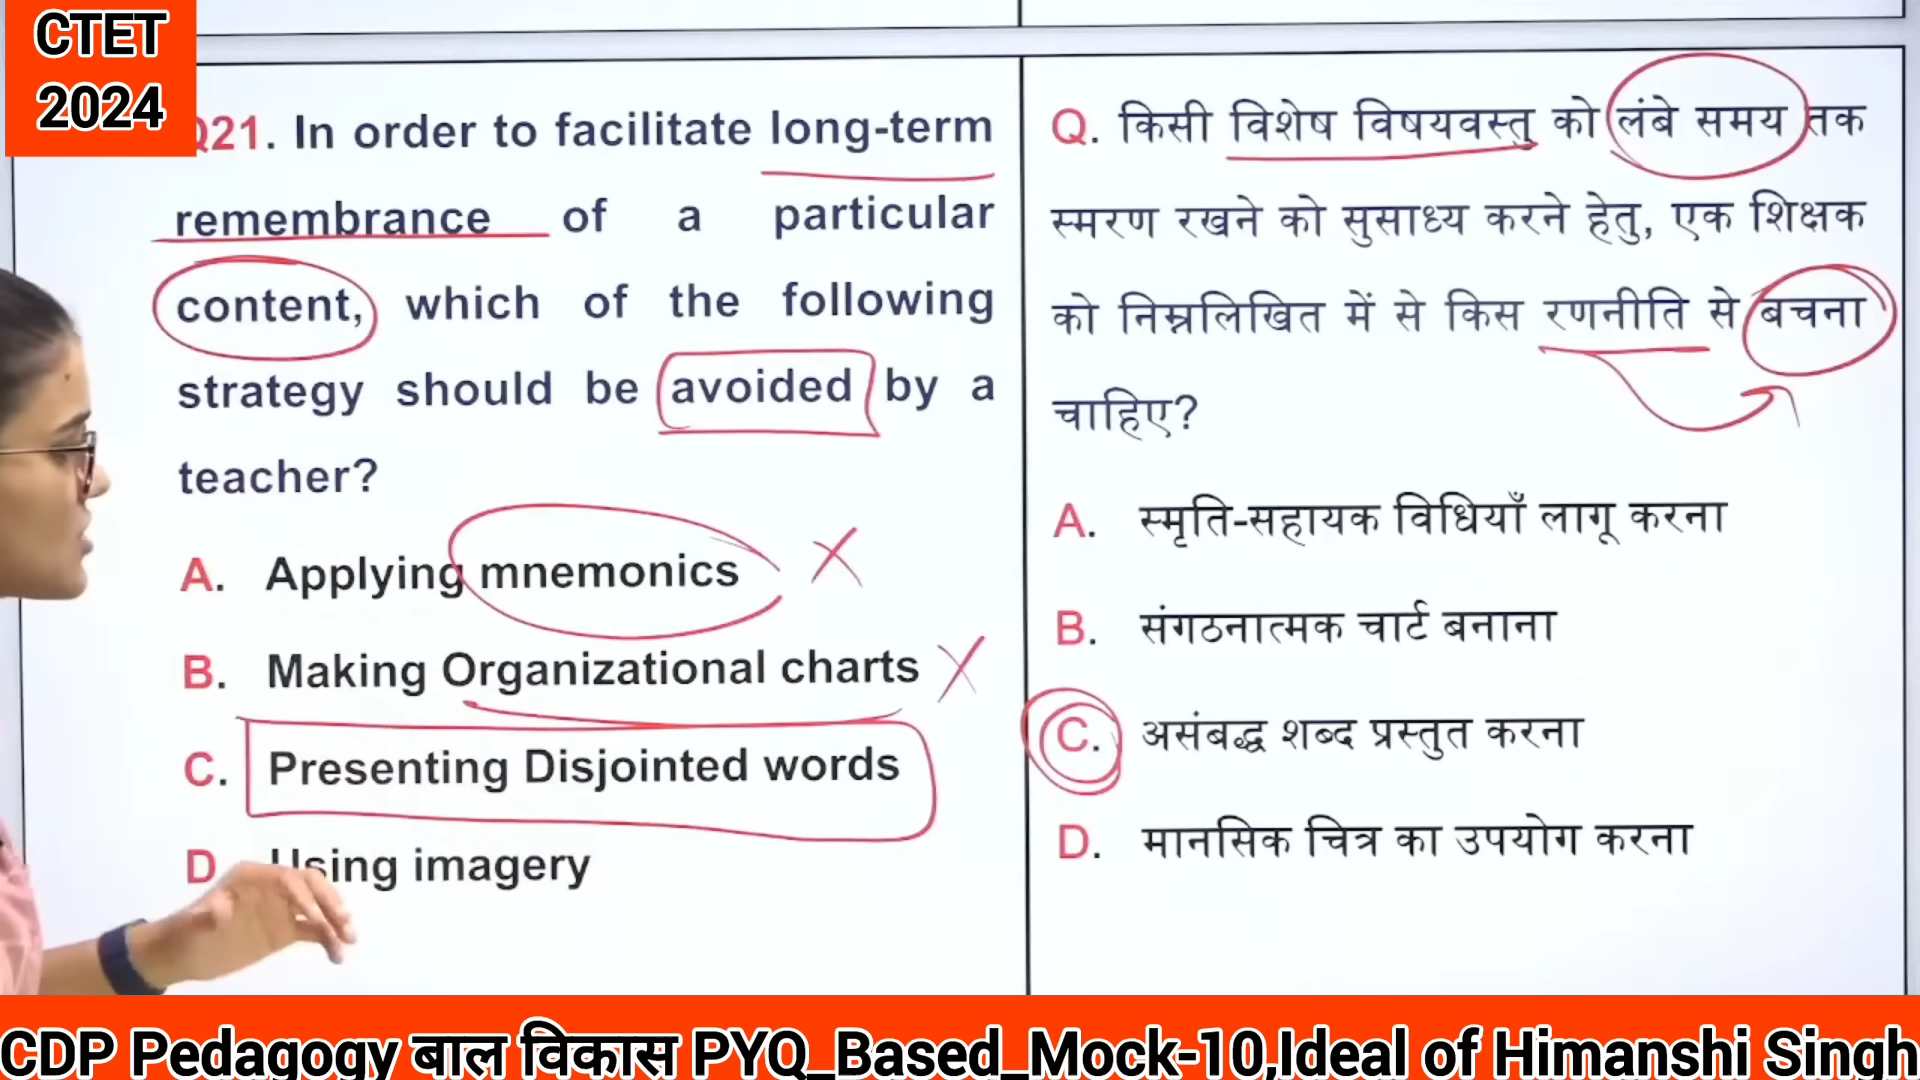 CTET
2024
Q21. In order to facilitate long-term
remembrance of a particular
content, which of the following
strategy should be avoided by a
teacher?
A. Applying mnemonics
B. Making Organizational charts
C. Presenting Disjointed words
D Using imagery
Q. किसी विशेष विषयवस्तु को लंबे समय तक
स्मरण रखने को सुसाध्य करने हेतु, एक शिक्षक
को निम्नलिखित में से किस रणनीति से बचना
चाहिए?
A. स्मृति-सहायक विधियाँ लागू करना
B. संगठनात्मक चार्ट बनाना
C. असंबद्ध शब्द प्रस्तुत करना
D. मानसिक चित्र का उपयोग करना
CDP Pedagogy बाल विकास PYQ_Based_Mock-10,Ideal of Himanshi Singh